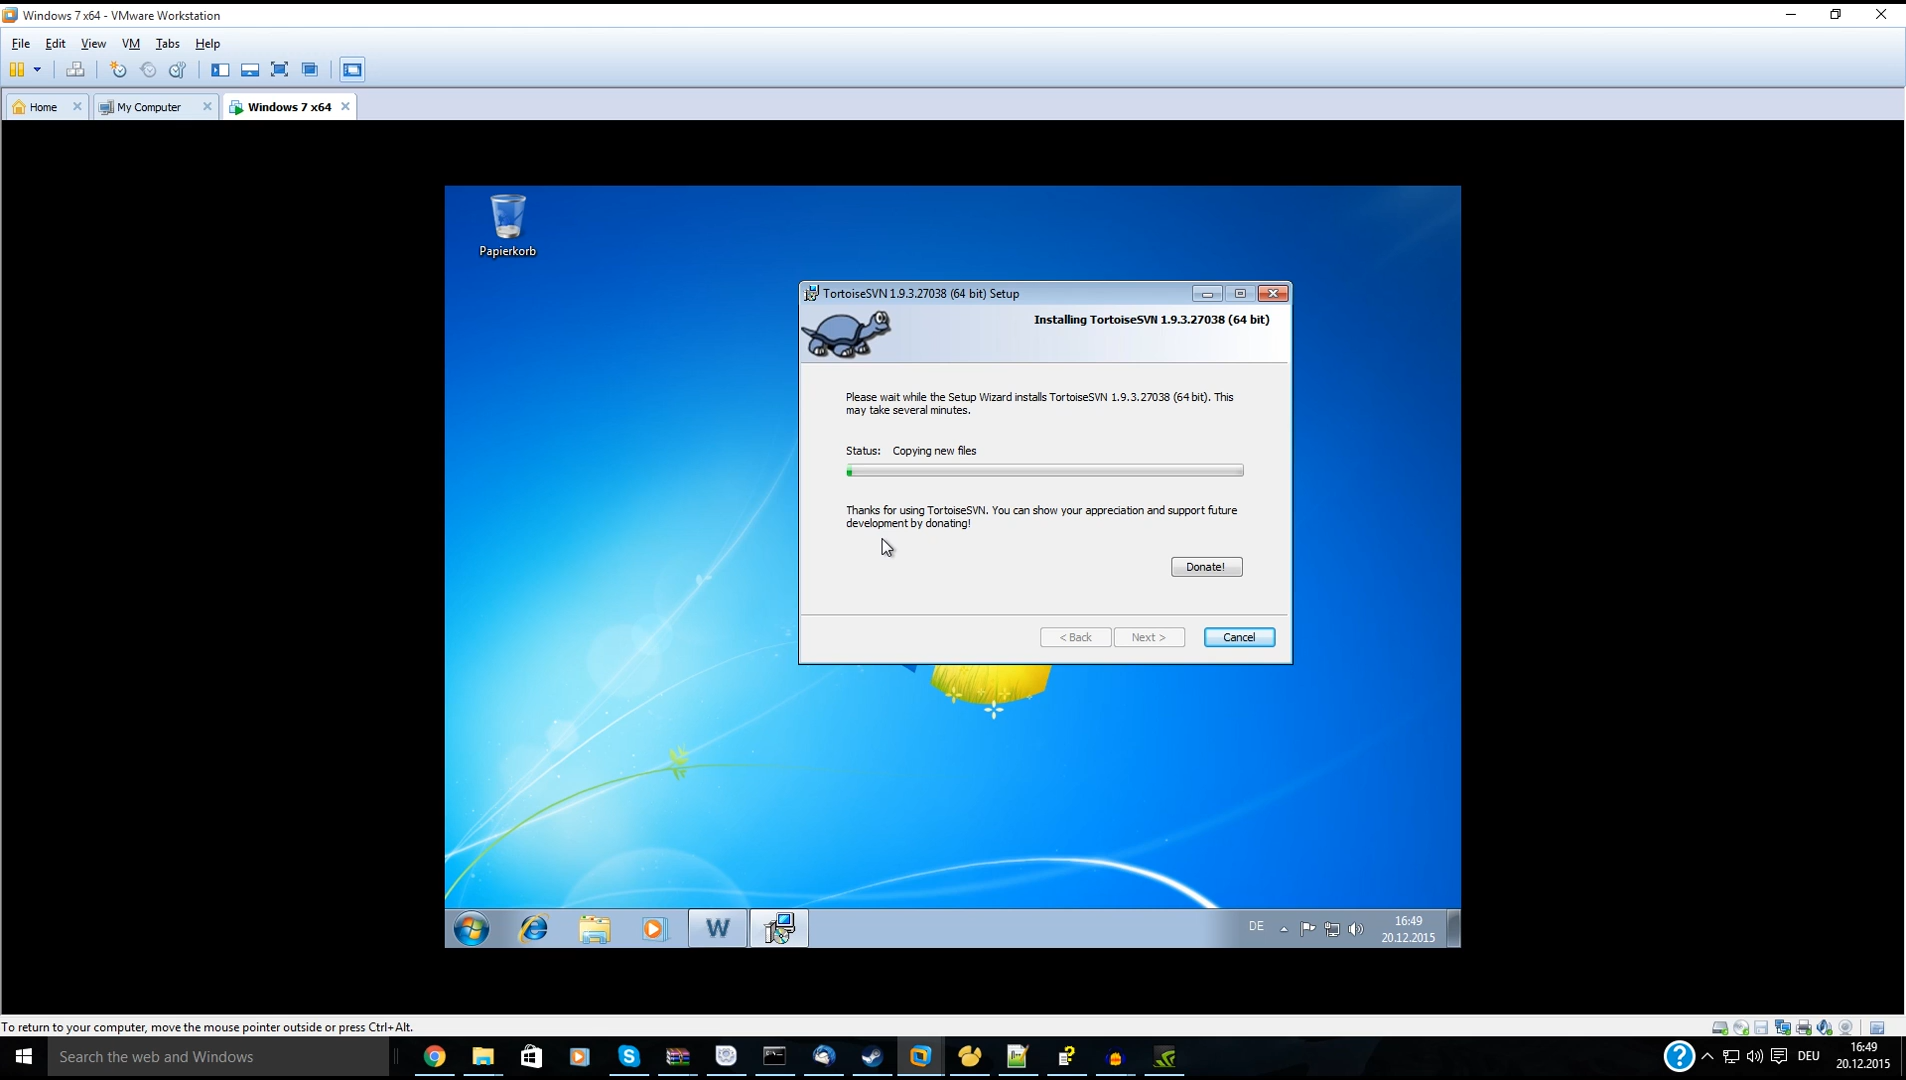 Windows 7 x64 - VMware Workstation
File Edit View VM Tabs Help
Home My Computer Windows 7 x64
Papierkorb
TortoiseSVN 1.9.3.27038 (64 bit) Setup
Installing TortoiseSVN 1.9.3.27038 (64 bit)
Please wait while the Setup Wizard installs TortoiseSVN 1.9.3.27038 (64 bit). This
may take several minutes.
Status: Copying new files
Thanks for using TortoiseSVN. You can show your appreciation and support future
development by donating!
Donate!
< Back Next > Cancel
W
DE
16:49
20.12.2015
To return to your computer, move the mouse pointer outside or press Ctrl+Alt.
Search the web and Windows
DEU
16:49
20.12.2015